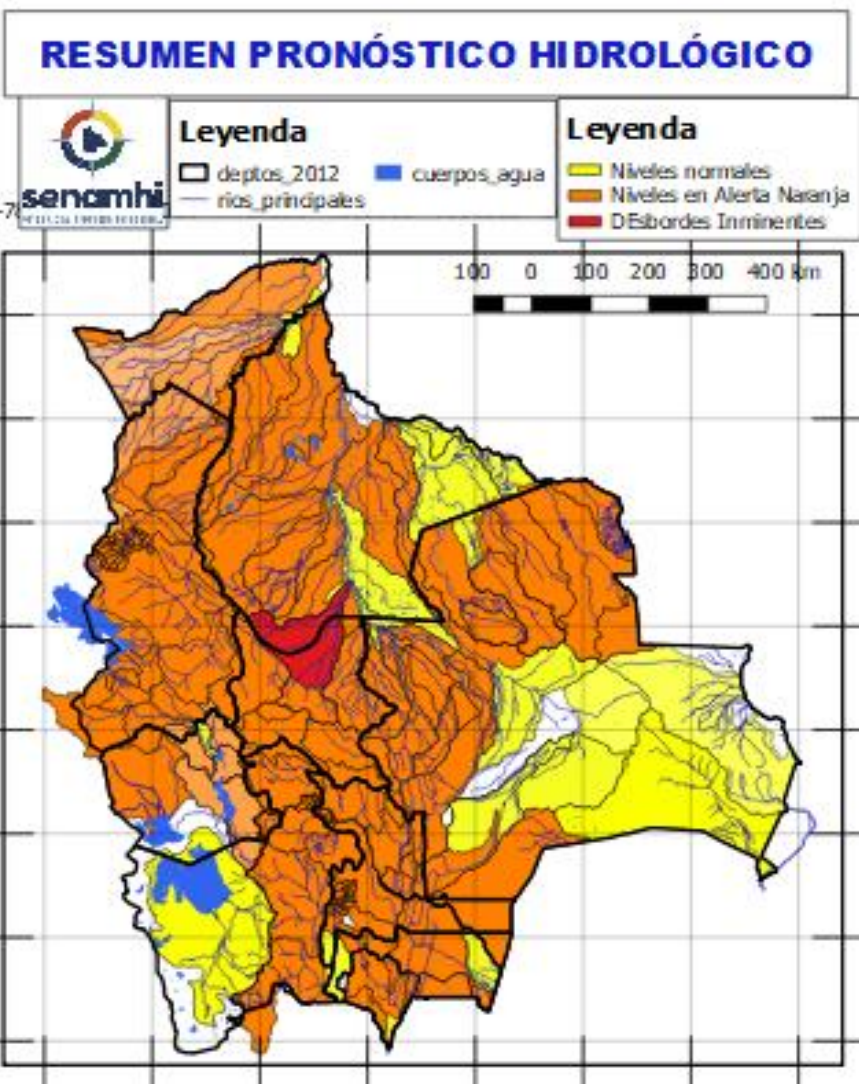 RESUMEN PRONÓSTICO HIDROLÓGICO
senamhi
Leyenda
deptos_2012
cuerpos_agua
rios_principales
Leyenda
Niveles normales
Niveles en Alerta Naranja
DEsbordes Inminentes
100 0 100 200 300 400 km